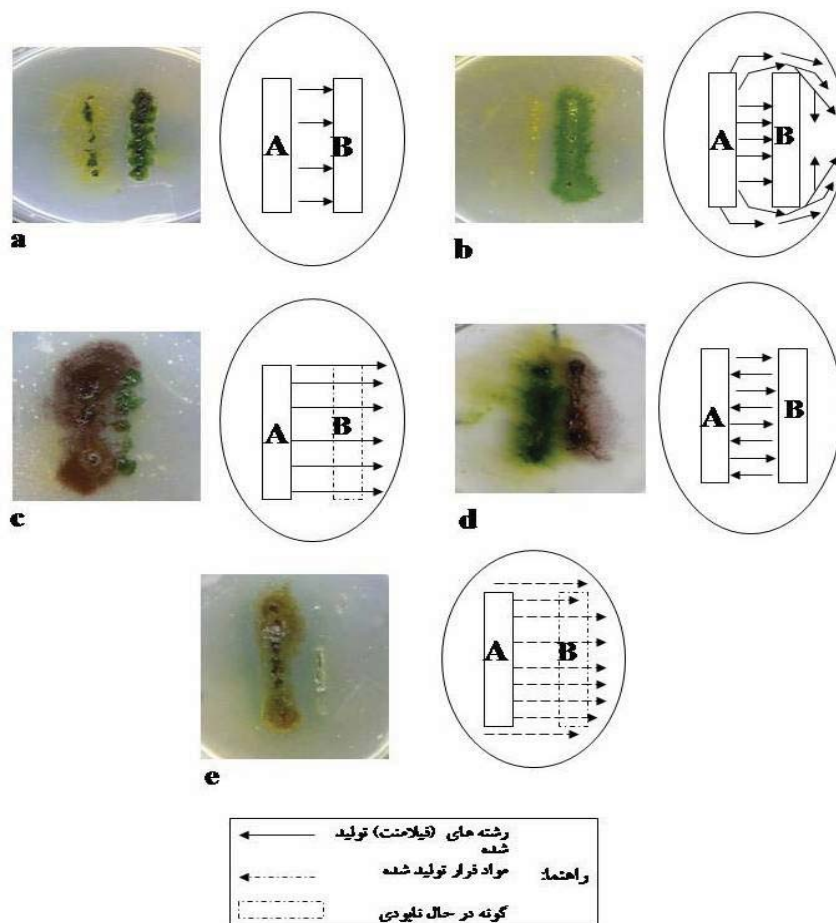 A B
a
A B
b
A B
c
A B
d
A B
e
راهنما:
رشته های (فیلامنت) تولید
شده
مواد فرار تولید شده
گونه در حال نابودی